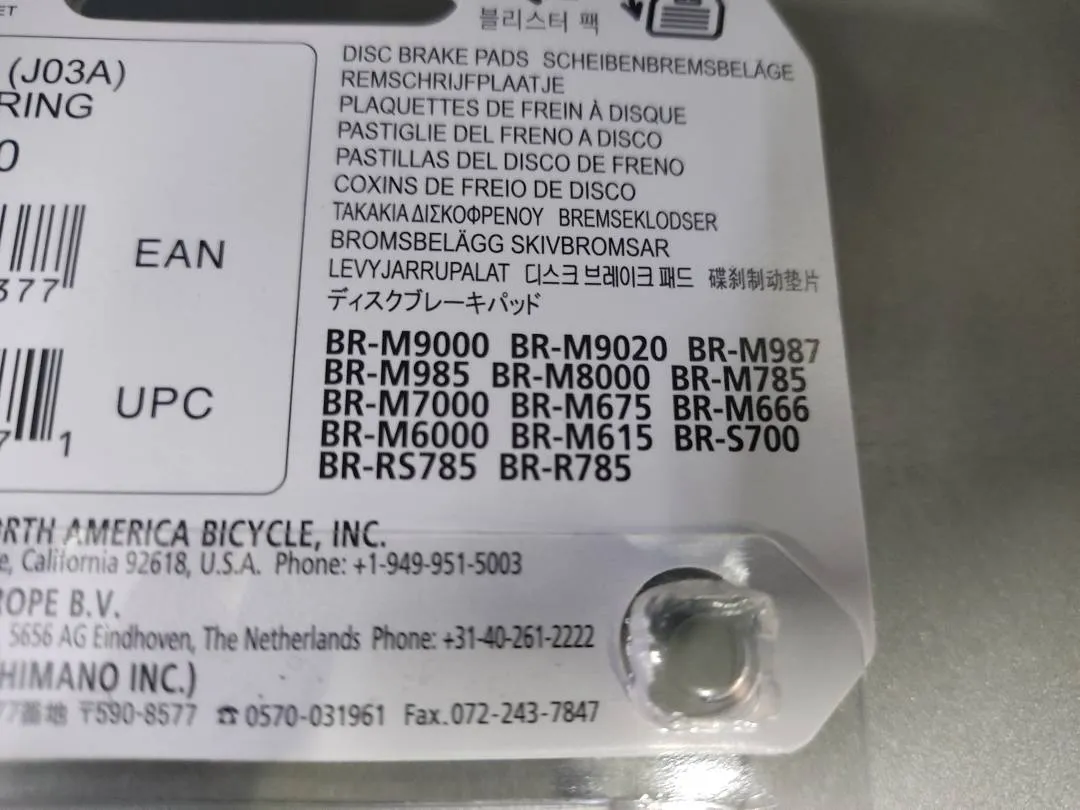 ET
블리스터 팩
(J03A)
RING
0
EAN
377
UPC
7 1
DISC BRAKE PADS SCHEIBENBREMSBELÄGE
REMSCHRIJFPLAATJE
PLAQUETTES DE FREIN À DISQUE
PASTIGLIE DEL FRENO A DISCO
PASTILLAS DEL DISCO DE FRENO
COXINS DE FREIO DE DISCO
ΤΑΚΑΚΙΑ ΔΙΣΚΟΦΡΕΝΟΥ BREMSEKLODSER
BROMSBELÄGG SKIVBROMSAR
LEVYJARRUPALAT 디스크 브레이크 패드 碟刹制动垫片
ディスクブレーキパッド
BR-M9000 BR-M9020 BR-M987
BR-M985 BR-M8000 BR-M785
BR-M7000 BR-M675 BR-M666
BR-M6000 BR-M615 BR-S700
BR-RS785 BR-R785
RTH AMERICA BICYCLE, INC.
e, California 92618, U.S.A. Phone: +1-949-951-5003
ROPE B.V.
5656 AG Eindhoven, The Netherlands Phone: +31-40-261-2222
HIMANO INC.)
77番地 〒590-8577 ☎0570-031961 Fax.072-243-7847